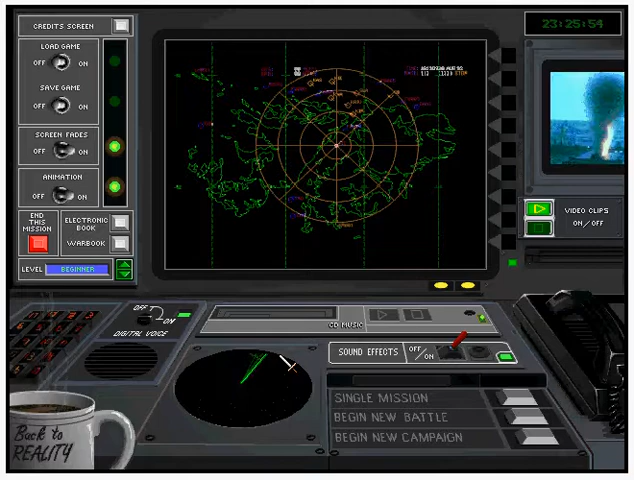 CREDITS SCREEN
LOAD GAME
OFF ON
SAVE GAME
OFF ON
SCREEN FADES
OFF ON
ANIMATION
OFF ON
END
THIS
MISSION
ELECTRONIC
BOOK
WARBOOK
LEVEL BEGINNER
23:25:54
VIDEO CLIPS
ON/OFF
OFF
ON
DIGITAL VOICE
CD MUSIC
SOUND EFFECTS OFF
/ON
SINGLE MISSION
BEGIN NEW BATTLE
BEGIN NEW CAMPAIGN
Back to
REALITY